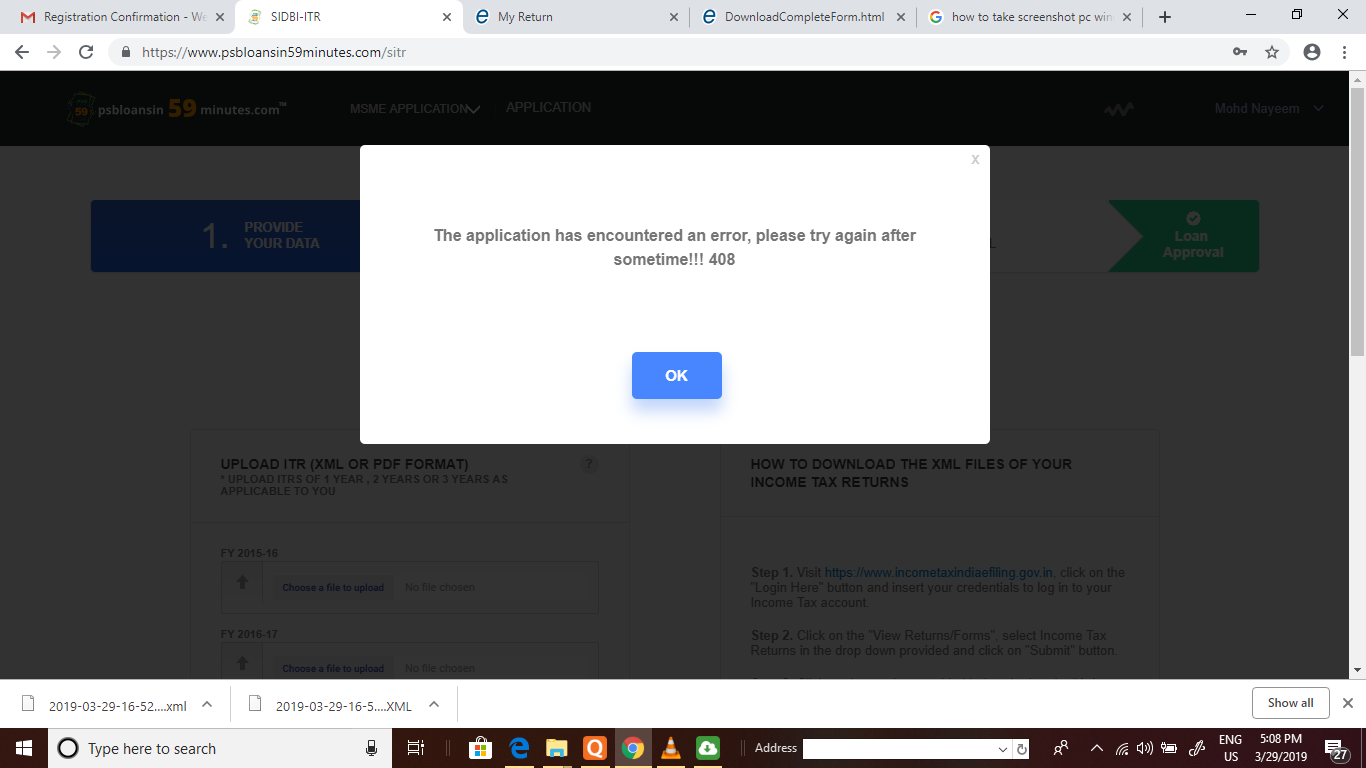 Registration Confirmation - We
SIDBI-ITR
My Return
DownloadCompleteForm.html
how to take screenshot pc win
https://www.psbloansin59minutes.com/sitr
psbloansin 59 minutes.com™
MSME APPLICATION
APPLICATION
Mohd Nayeem
X
The application has encountered an error, please try again after
sometime!!! 408
OK
1. PROVIDE
YOUR DATA
Loan
Approval
UPLOAD ITR (XML OR PDF FORMAT)
?
* UPLOAD ITRS OF 1 YEAR , 2 YEARS OR 3 YEARS AS
APPLICABLE TO YOU
FY 2015-16
Choose a file to upload
No file chosen
FY 2016-17
Choose a file to upload
No file chosen
HOW TO DOWNLOAD THE XML FILES OF YOUR
INCOME TAX RETURNS
Step 1. Visit https://www.incometaxindiaefiling.gov.in, click on the
"Login Here" button and insert your credentials to log in to your
Income Tax account.
Step 2. Click on the "View Returns/Forms", select Income Tax
Returns in the drop down provided and click on "Submit" button.
2019-03-29-16-52....xml
2019-03-29-16-5....XML
Show all
Type here to search
Address
ENG
US
5:08 PM
3/29/2019
27